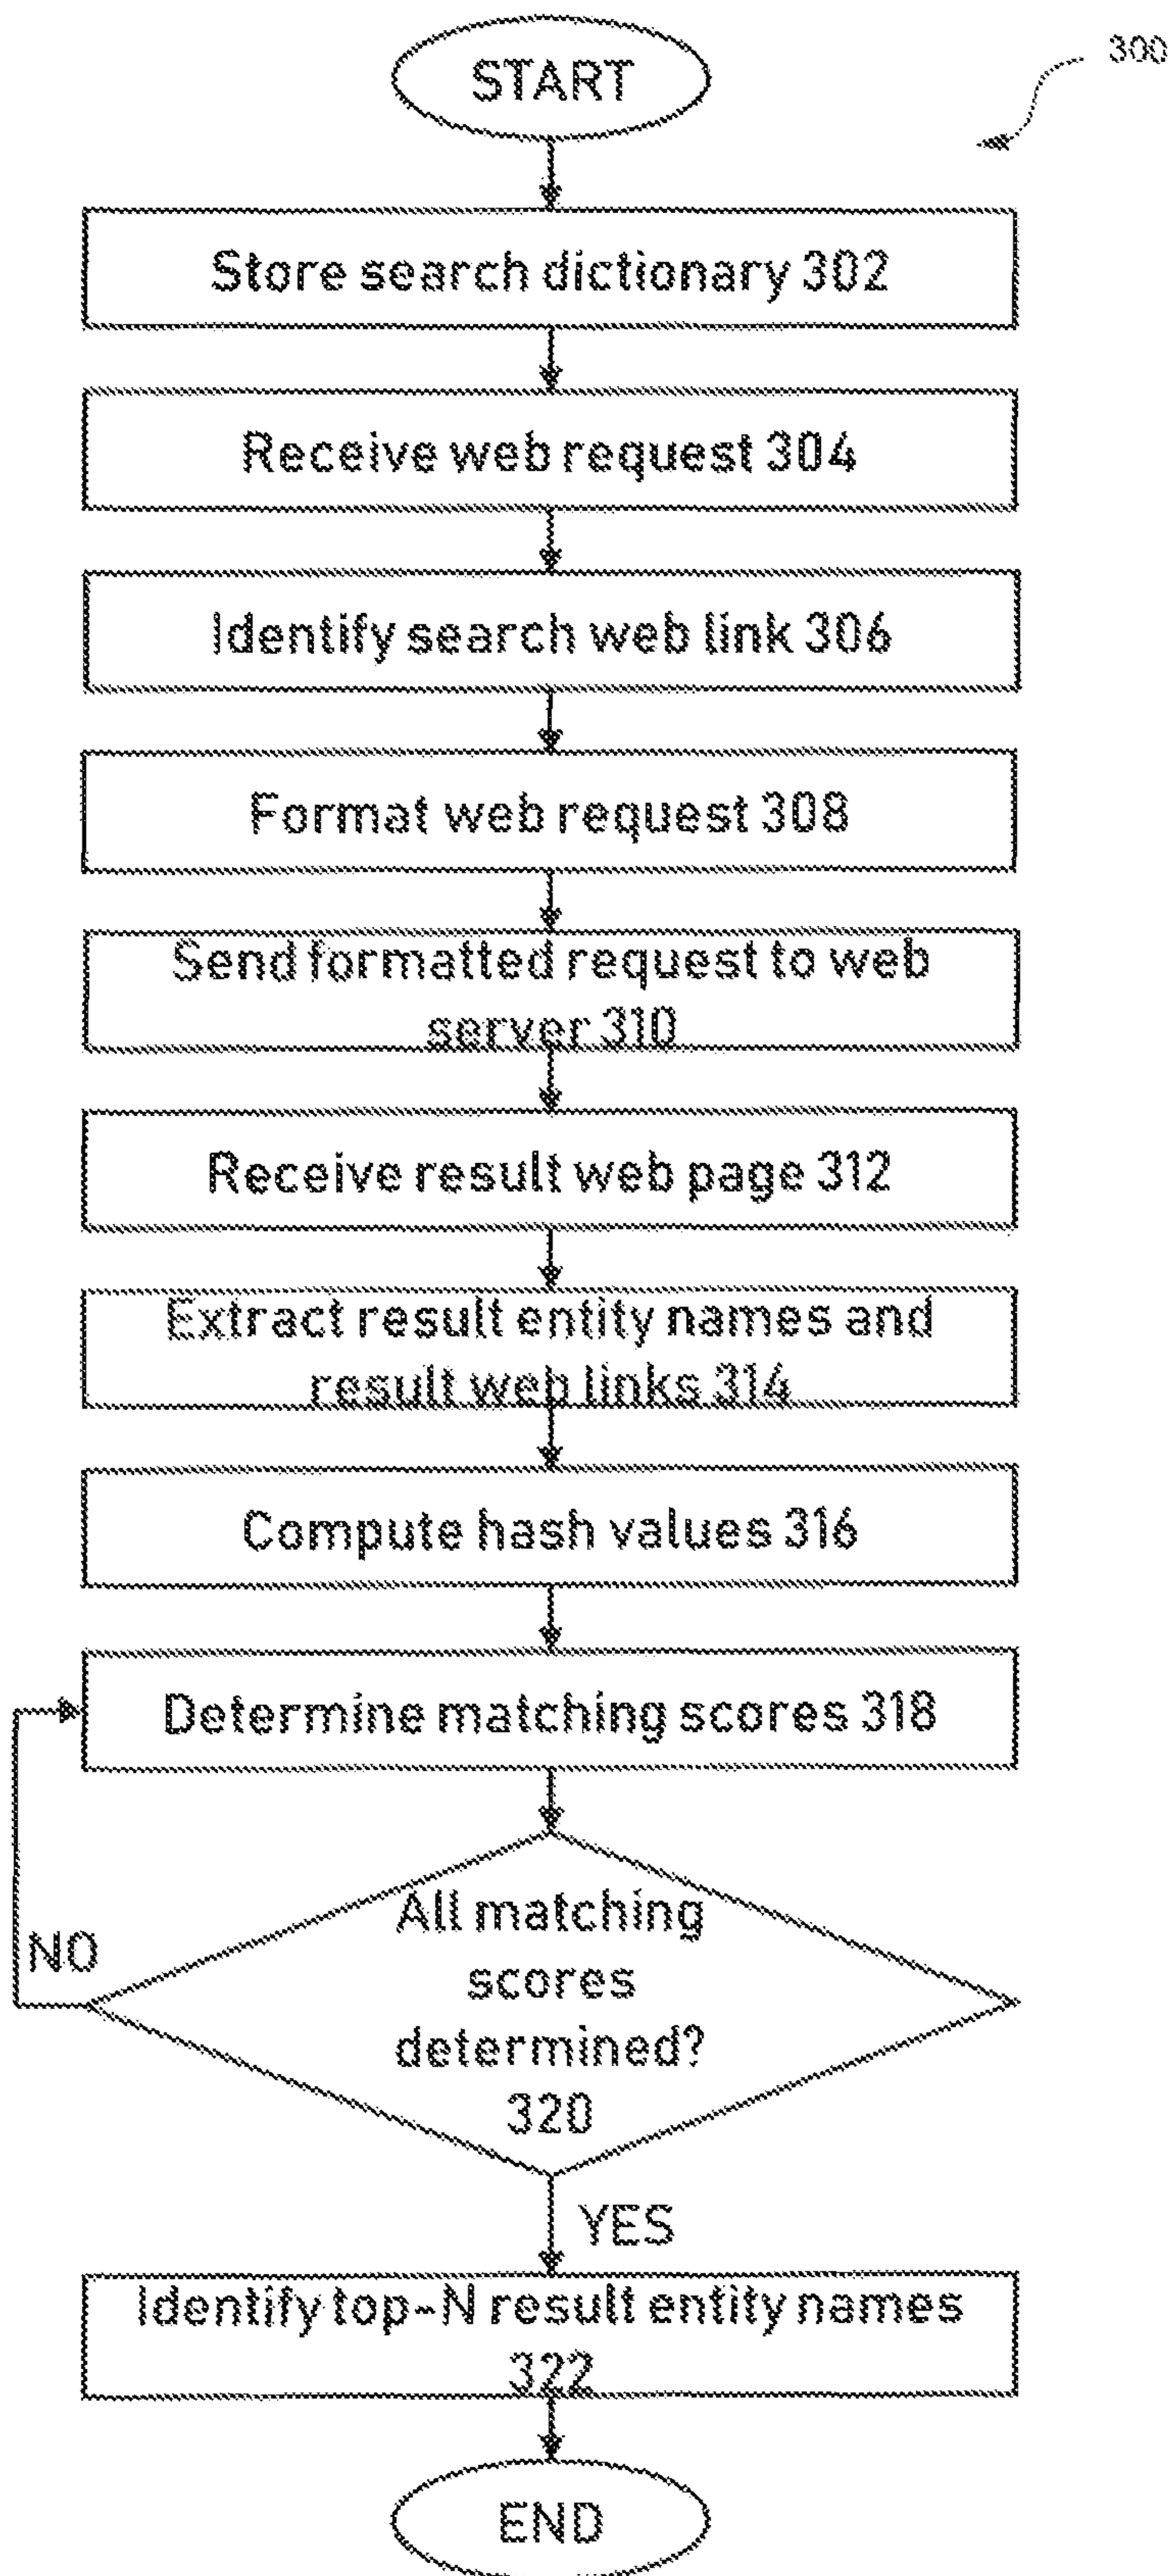 START
300
Store search dictionary 302
Receive web request 304
Identify search web link 306
Format web request 308
Send formatted request to web
server 310
Receive result web page 312
Extract result entity names and
result web links 314
Compute hash values 316
Determine matching scores 318
All matching
scores
determined?
320
NO
YES
Identify top-N result entity names
322
END